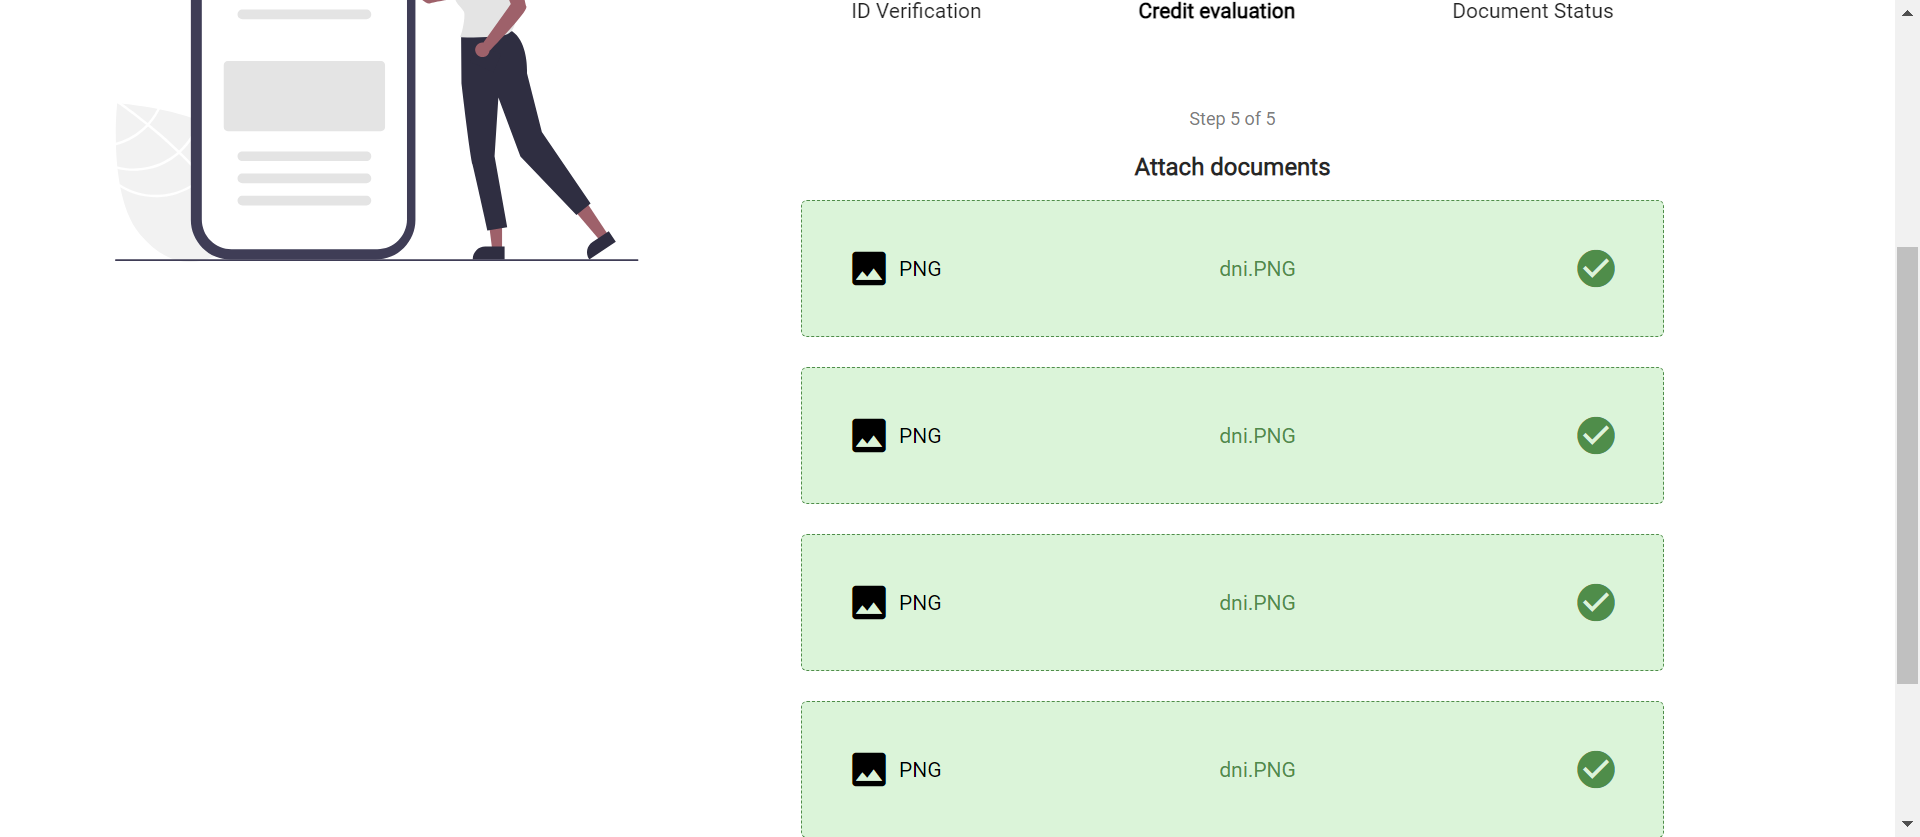 ID Verification
Credit evaluation
Document Status
Step 5 of 5
Attach documents
PNG dni.PNG
PNG dni.PNG
PNG dni.PNG
PNG dni.PNG